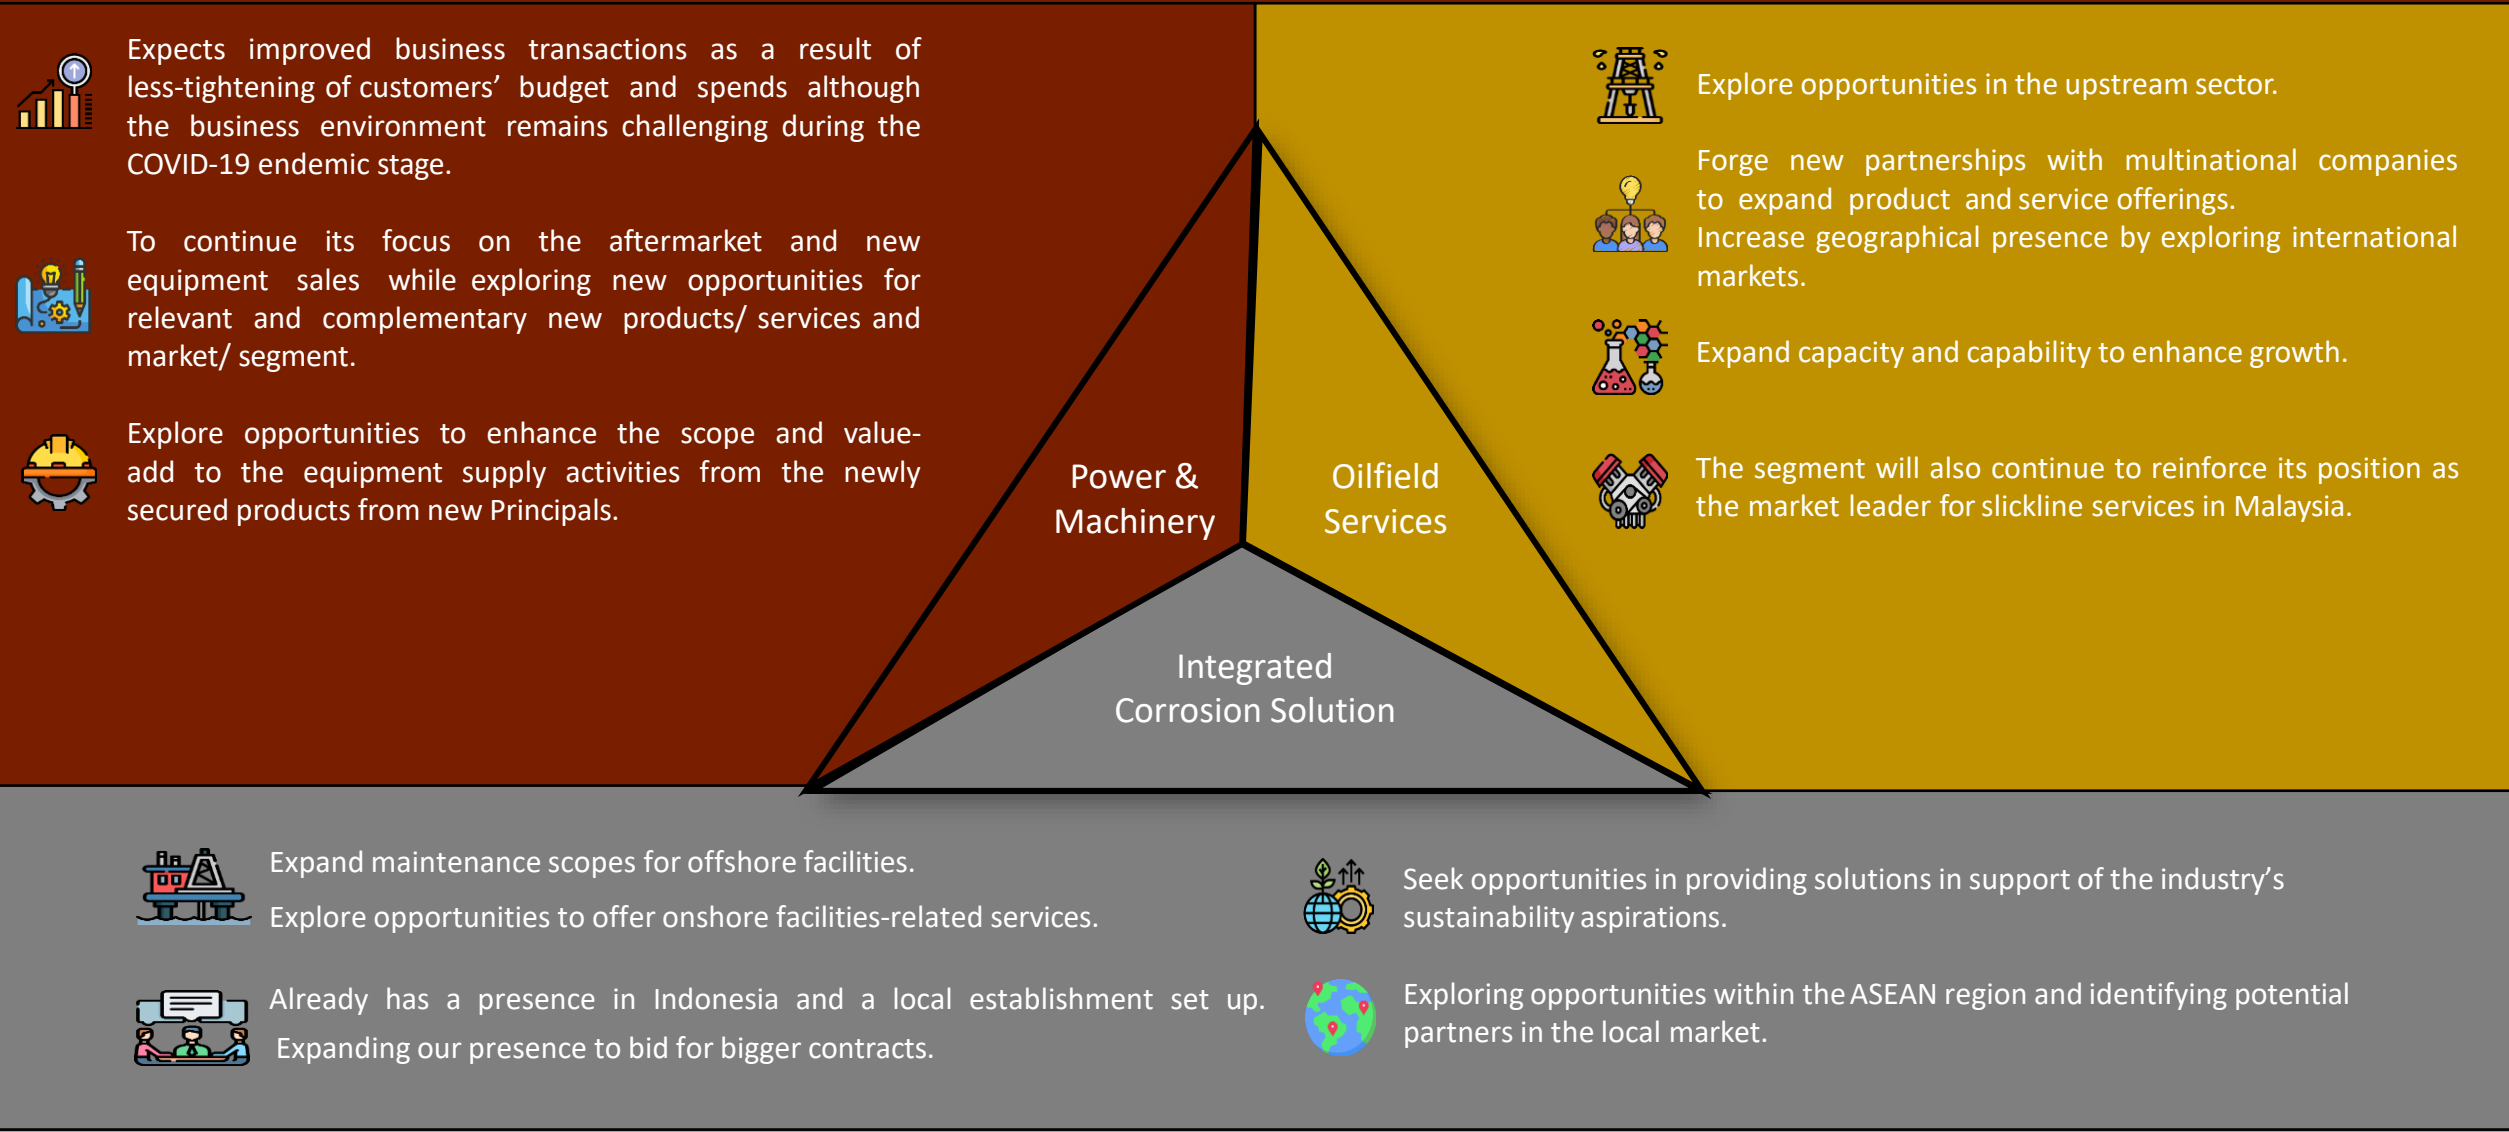 Expects improved business transactions as a result of
less-tightening of customers’ budget and spends although
the business environment remains challenging during the
COVID-19 endemic stage.
To continue its focus on the aftermarket and new
equipment sales while exploring new opportunities for
relevant and complementary new products/ services and
market/ segment.
Explore opportunities to enhance the scope and value-
add to the equipment supply activities from the newly
secured products from new Principals.
Power &
Machinery
Oilfield
Services
Integrated
Corrosion Solution
Explore opportunities in the upstream sector.
Forge new partnerships with multinational companies
to expand product and service offerings.
Increase geographical presence by exploring international
markets.
Expand capacity and capability to enhance growth.
The segment will also continue to reinforce its position as
the market leader for slickline services in Malaysia.
Expand maintenance scopes for offshore facilities.
Explore opportunities to offer onshore facilities-related services.
Already has a presence in Indonesia and a local establishment set up.
Expanding our presence to bid for bigger contracts.
Seek opportunities in providing solutions in support of the industry’s
sustainability aspirations.
Exploring opportunities within the ASEAN region and identifying potential
partners in the local market.